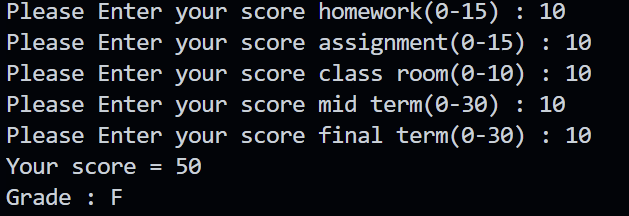 Please Enter your score homework(0-15) : 10
Please Enter your score assignment(0-15) : 10
Please Enter your score class room(0-10) : 10
Please Enter your score mid term(0-30) : 10
Please Enter your score final term(0-30) : 10
Your score = 50
Grade : F